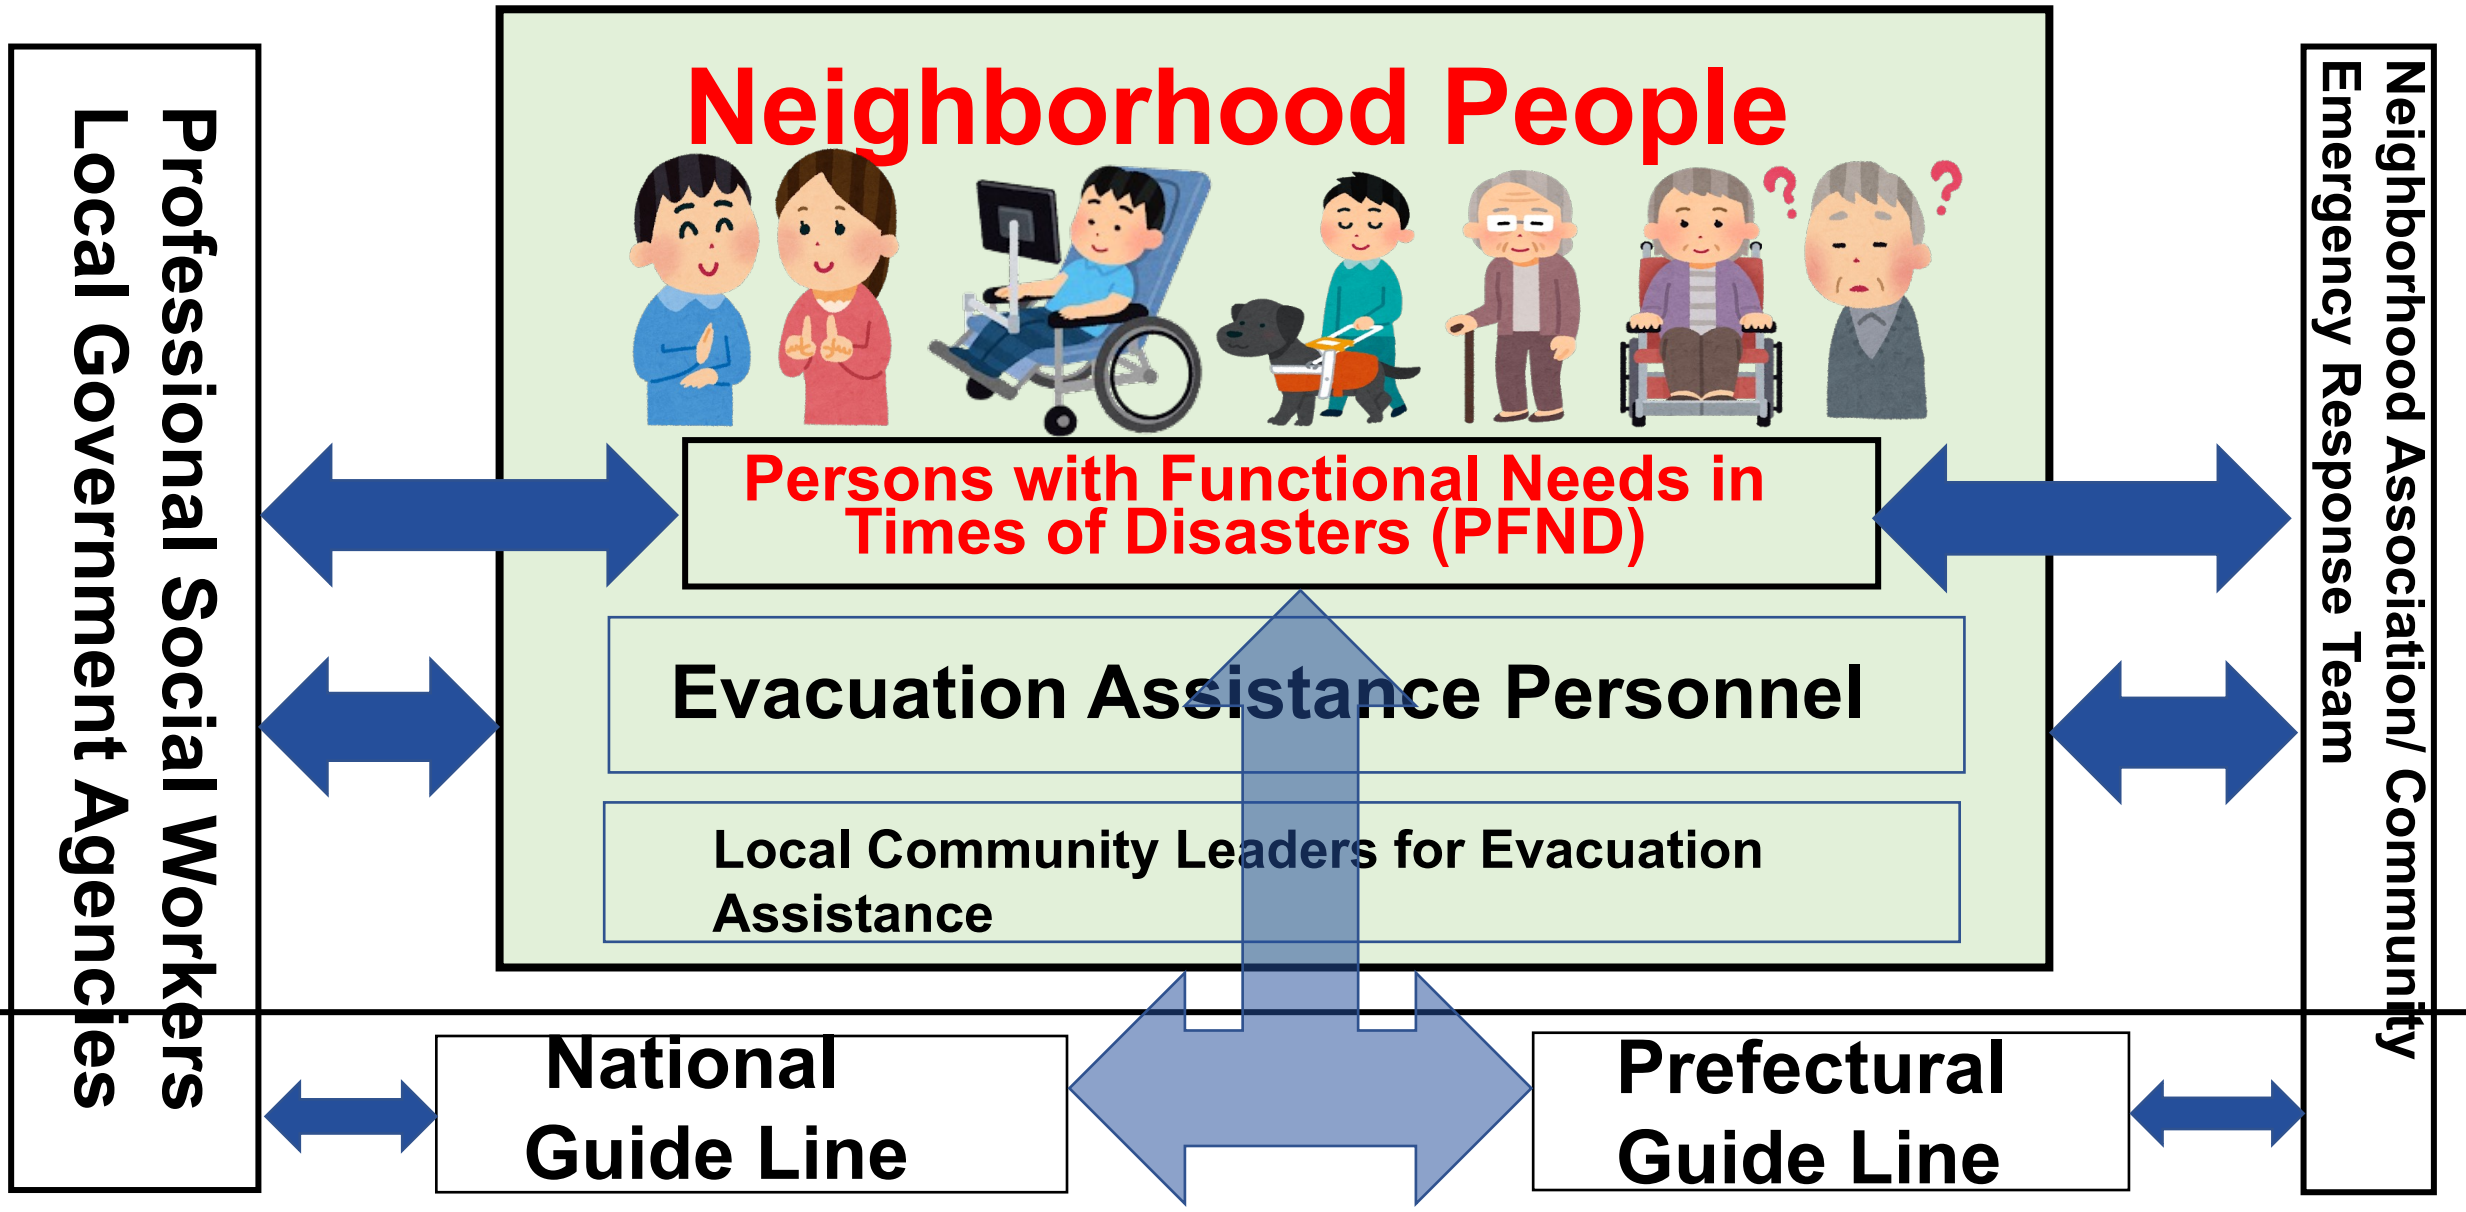 Neighborhood People
Professional Social Workers
Local Government Agencies
Neighborhood Association/ Community
Emergency Response Team
?
?
Persons with Functional Needs in
Times of Disasters (PFND)
Evacuation Assistance Personnel
Local Community Leaders for Evacuation
Assistance
National
Guide Line
Prefectural
Guide Line